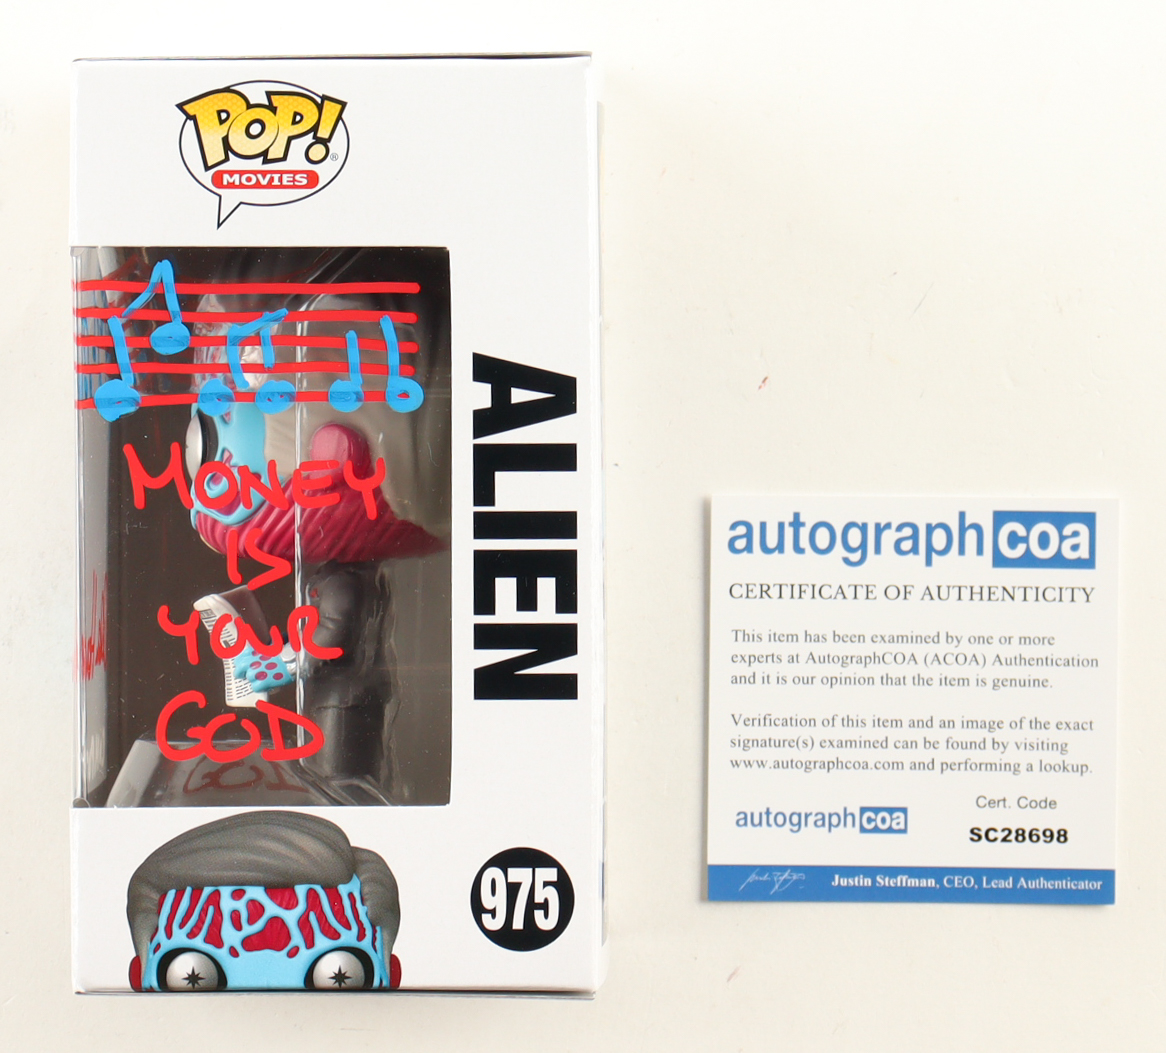 POP!
MOVIES
MONEY
IS
YOUR
GOD
ALIEN
975
autographcoa
CERTIFICATE OF AUTHENTICITY
This item has been examined by one or more
experts at AutographCOA (ACOA) Authentication
and it is our opinion that the item is genuine.
Verification of this item and an image of the exact
signature(s) examined can be found by visiting
www.autographcoa.com and performing a lookup.
autographcoa
Cert. Code
SC28698
Justin Steffman, CEO, Lead Authenticator